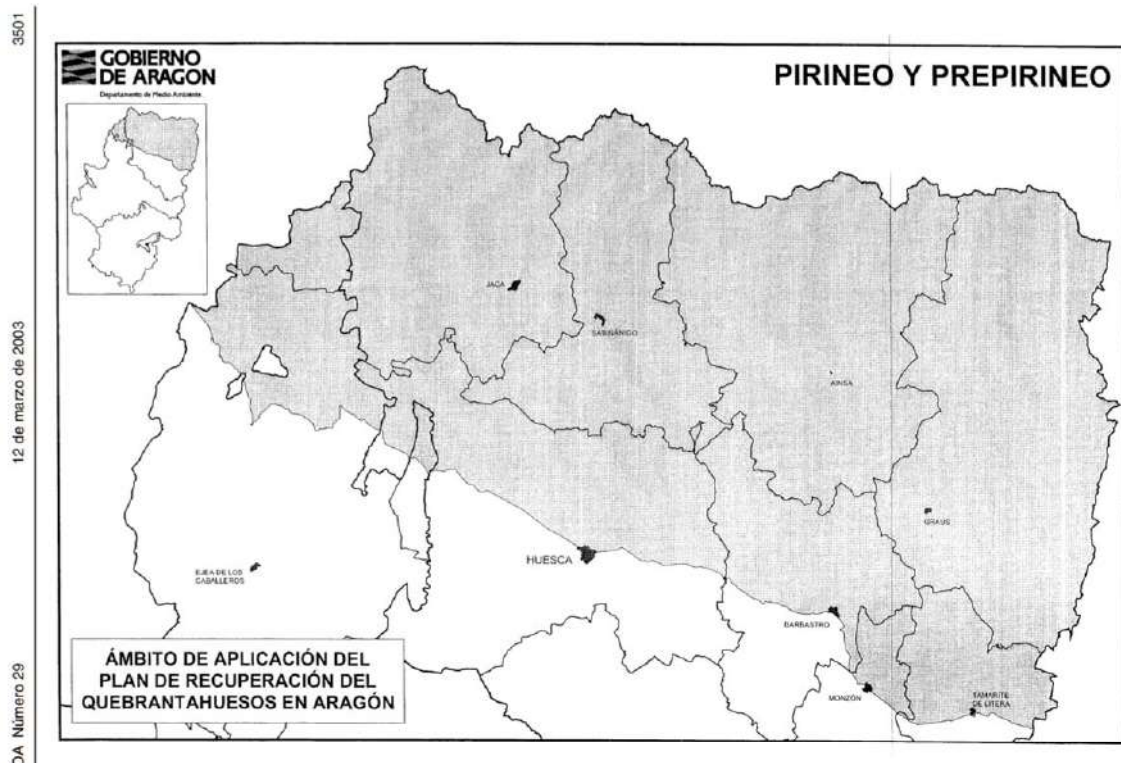 3501
12 de marzo de 2003
OA Número 29
GOBIERNO
DE ARAGON
Departamento de Medio Ambiente
PIRINEO Y PREPIRINEO
JACA
SABIÑÁNIGO
AINSA
GRAUS
HUESCA
EJEA DE LOS
CABALLEROS
BARBASTRO
MONZÓN
TAMARITE
DE LITERA
ÁMBITO DE APLICACIÓN DEL
PLAN DE RECUPERACIÓN DEL
QUEBRANTAHUESOS EN ARAGÓN